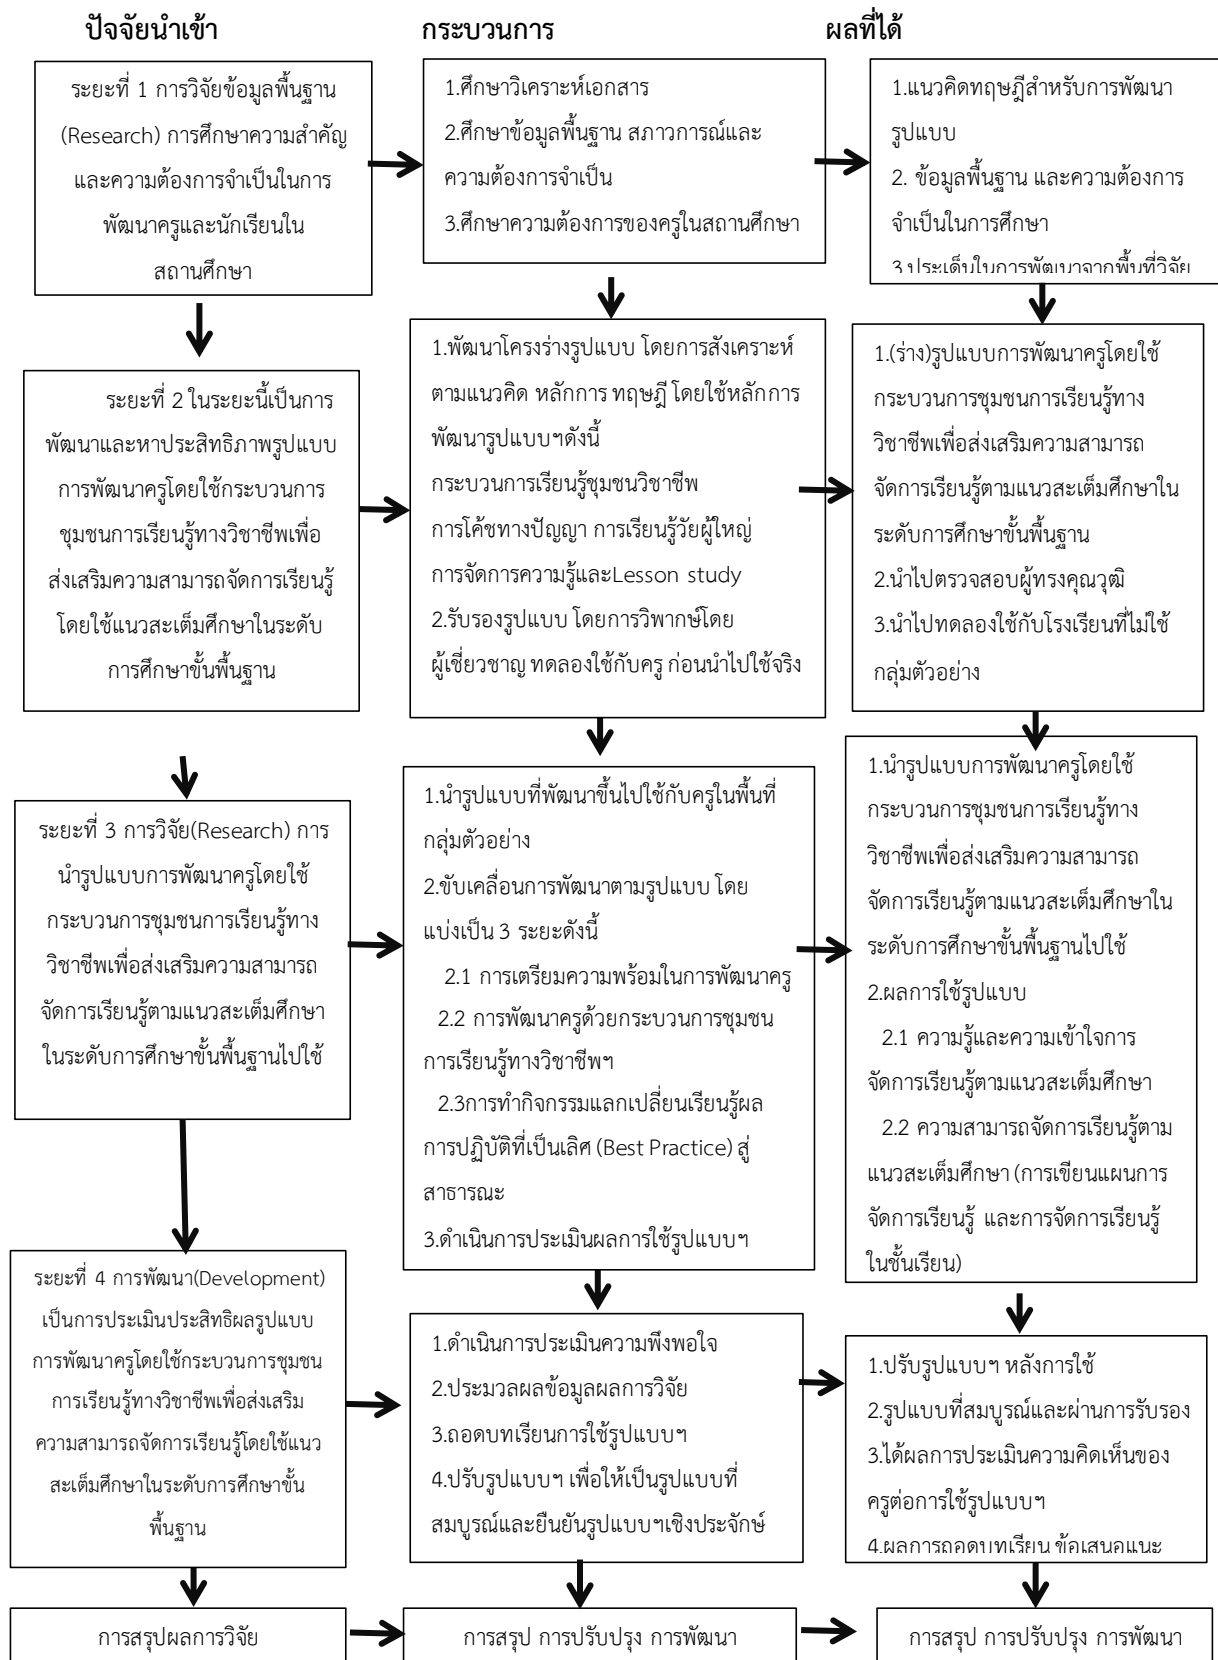 ปัจจัยนำเข้า
กระบวนการ
ผลที่ได้
ระยะที่ 1 การวิจัยข้อมูลพื้นฐาน
(Research) การศึกษาความสำคัญ
และความต้องการจำเป็นในการ
พัฒนาครูและนักเรียนใน
สถานศึกษา
1.ศึกษาวิเคราะห์เอกสาร
2.ศึกษาข้อมูลพื้นฐาน สภาวการณ์และ
ความต้องการจำเป็น
3.ศึกษาความต้องการของครูในสถานศึกษา
1.แนวคิดทฤษฎีสำหรับการพัฒนา
รูปแบบ
2. ข้อมูลพื้นฐาน และความต้องการ
จำเป็นในการศึกษา
3.ประเด็นในการพัฒนาจากพื้นที่วิจัย
ระยะที่ 2 ในระยะนี้เป็นการ
พัฒนาและหาประสิทธิภาพรูปแบบ
การพัฒนาครูโดยใช้กระบวนการ
ชุมชนการเรียนรู้ทางวิชาชีพเพื่อ
ส่งเสริมความสามารถจัดการเรียนรู้
โดยใช้แนวสะเต็มศึกษาในระดับ
การศึกษาขั้นพื้นฐาน
1.พัฒนาโครงร่างรูปแบบ โดยการสังเคราะห์
ตามแนวคิด หลักการ ทฤษฎี โดยใช้หลักการ
พัฒนารูปแบบฯดังนี้
กระบวนการเรียนรู้ชุมชนวิชาชีพ
การโค้ชทางปัญญา การเรียนรู้วัยผู้ใหญ่
การจัดการความรู้และLesson study
2.รับรองรูปแบบ โดยการวิพากษ์โดย
ผู้เชี่ยวชาญ ทดลองใช้กับครู ก่อนนำไปใช้จริง
1.(ร่าง)รูปแบบการพัฒนาครูโดยใช้
กระบวนการชุมชนการเรียนรู้ทาง
วิชาชีพเพื่อส่งเสริมความสามารถ
จัดการเรียนรู้ตามแนวสะเต็มศึกษาใน
ระดับการศึกษาขั้นพื้นฐาน
2.นำไปตรวจสอบผู้ทรงคุณวุฒิ
3.นำไปทดลองใช้กับโรงเรียนที่ไม่ใช้
กลุ่มตัวอย่าง
ระยะที่ 3 การวิจัย(Research) การ
นำรูปแบบการพัฒนาครูโดยใช้
กระบวนการชุมชนการเรียนรู้ทาง
วิชาชีพเพื่อส่งเสริมความสามารถ
จัดการเรียนรู้ตามแนวสะเต็มศึกษา
ในระดับการศึกษาขั้นพื้นฐานไปใช้
1.นำรูปแบบที่พัฒนาขึ้นไปใช้กับครูในพื้นที่
กลุ่มตัวอย่าง
2.ขับเคลื่อนการพัฒนาตามรูปแบบ โดย
แบ่งเป็น 3 ระยะดังนี้
2.1 การเตรียมความพร้อมในการพัฒนาครู
2.2 การพัฒนาครูด้วยกระบวนการชุมชน
การเรียนรู้ทางวิชาชีพฯ
2.3การทำกิจกรรมแลกเปลี่ยนเรียนรู้ผล
การปฏิบัติที่เป็นเลิศ (Best Practice) สู่
สาธารณะ
3.ดำเนินการประเมินผลการใช้รูปแบบฯ
1.นำรูปแบบการพัฒนาครูโดยใช้
กระบวนการชุมชนการเรียนรู้ทาง
วิชาชีพเพื่อส่งเสริมความสามารถ
จัดการเรียนรู้ตามแนวสะเต็มศึกษาใน
ระดับการศึกษาขั้นพื้นฐานไปใช้
2.ผลการใช้รูปแบบ
2.1 ความรู้และความเข้าใจการ
จัดการเรียนรู้ตามแนวสะเต็มศึกษา
2.2 ความสามารถจัดการเรียนรู้ตาม
แนวสะเต็มศึกษา (การเขียนแผนการ
จัดการเรียนรู้ และการจัดการเรียนรู้
ในชั้นเรียน)
ระยะที่ 4 การพัฒนา(Development)
เป็นการประเมินประสิทธิผลรูปแบบ
การพัฒนาครูโดยใช้กระบวนการชุมชน
การเรียนรู้ทางวิชาชีพเพื่อส่งเสริม
ความสามารถจัดการเรียนรู้โดยใช้แนว
สะเต็มศึกษาในระดับการศึกษาขั้น
พื้นฐาน
1.ดำเนินการประเมินความพึงพอใจ
2.ประมวลผลข้อมูลผลการวิจัย
3.ถอดบทเรียนการใช้รูปแบบฯ
4.ปรับรูปแบบฯ เพื่อให้เป็นรูปแบบที่
สมบูรณ์และยืนยันรูปแบบฯเชิงประจักษ์
1.ปรับรูปแบบฯ หลังการใช้
2.รูปแบบที่สมบูรณ์และผ่านการรับรอง
3.ได้ผลการประเมินความคิดเห็นของ
ครูต่อการใช้รูปแบบฯ
4.ผลการถอดบทเรียน ข้อเสนอแนะ
การสรุปผลการวิจัย
การสรุป การปรับปรุง การพัฒนา
การสรุป การปรับปรุง การพัฒนา